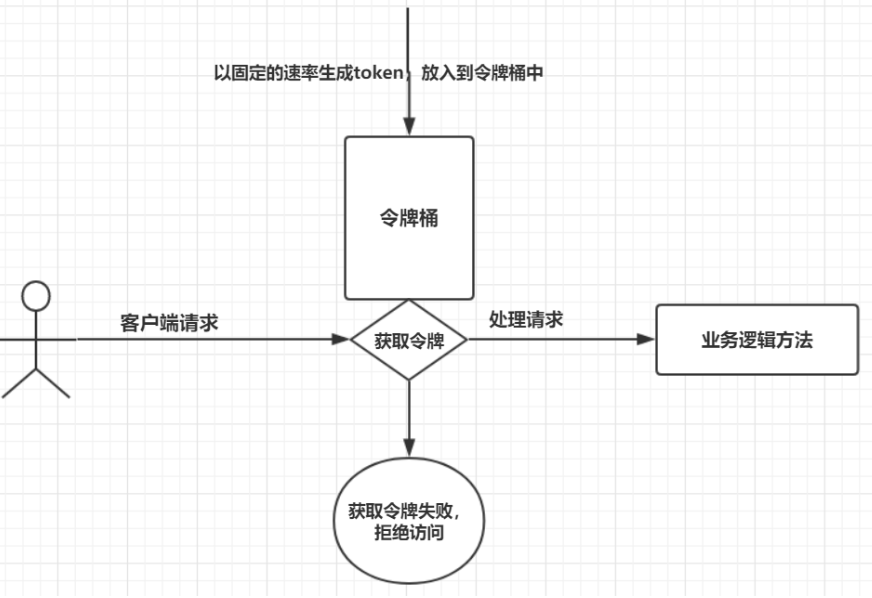 以固定的速率生成token，放入到令牌桶中
令牌桶
客户端请求
获取令牌
处理请求
业务逻辑方法
获取令牌失败，
拒绝访问